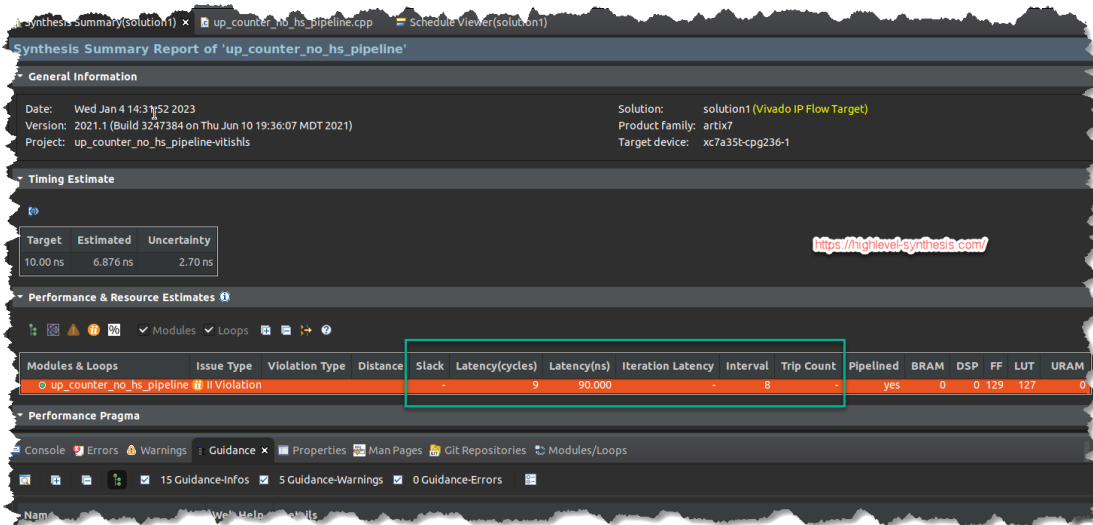 Synthesis Summary(solution1) × up_counter_no_hs_pipeline.cpp Schedule Viewer(solution1)
Synthesis Summary Report of 'up_counter_no_hs_pipeline'
General Information
Date: Wed Jan 4 14:31:52 2023 Solution: solution1 (Vivado IP Flow Target)
Version: 2021.1 (Build 3247384 on Thu Jun 10 19:36:07 MDT 2021) Product family: artix7
Project: up_counter_no_hs_pipeline-vitishls Target device: xc7a35t-cpg236-1
Timing Estimate
Target Estimated Uncertainty
10.00 ns 6.876 ns 2.70 ns
https://highlevel-synthesis.com/
Performance & Resource Estimates
% Modules Loops
Modules & Loops Issue Type Violation Type Distance Slack Latency(cycles) Latency(ns) Iteration Latency Interval Trip Count Pipelined BRAM DSP FF LUT URAM
up_counter_no_hs_pipeline II Violation - 9 90.000 - 8 - yes 0 0 129 127 0
Performance Pragma
Console Errors Warnings Guidance × Properties Man Pages Git Repositories Modules/Loops
15 Guidance-Infos 5 Guidance-Warnings 0 Guidance-Errors
Name Web Help Details